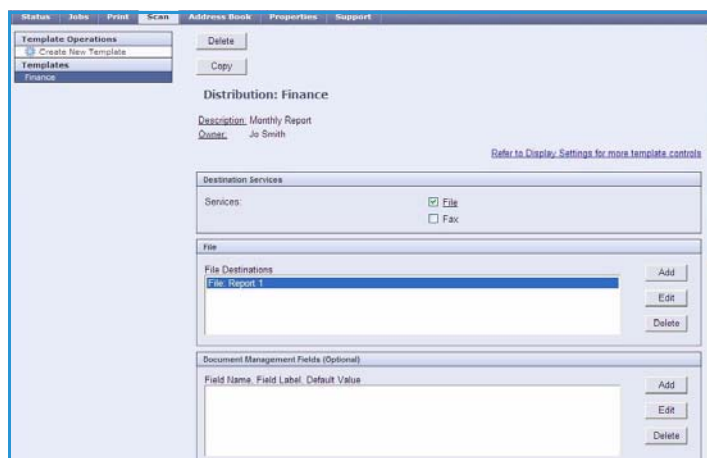 Status Jobs Print Scan Address Book Properties Support
Template Operations
Create New Template
Templates
Finance
Delete
Copy
Distribution: Finance
Description: Monthly Report
Owner: Jo Smith
Refer to Display Settings for more template controls
Destination Services
Services:
File
Fax
File
File Destinations
File: Report 1
Add
Edit
Delete
Document Management Fields (Optional)
Field Name, Field Label, Default Value
Add
Edit
Delete